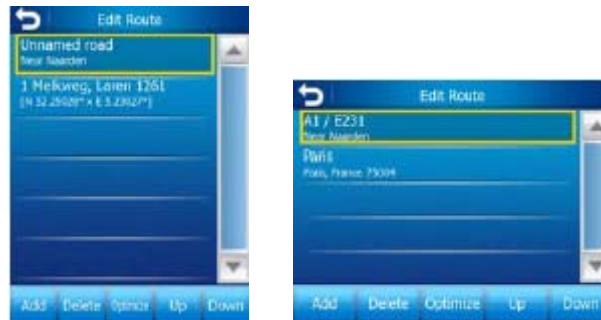 Edit Route
Unnamed road
Near Naarden
1 Melkweg, Laren 1261
Add Delete Optimize Up Down
Edit Route
A1 / E231
Near Naarden
Paris
Paris, France 75004
Add Delete Optimize Up Down